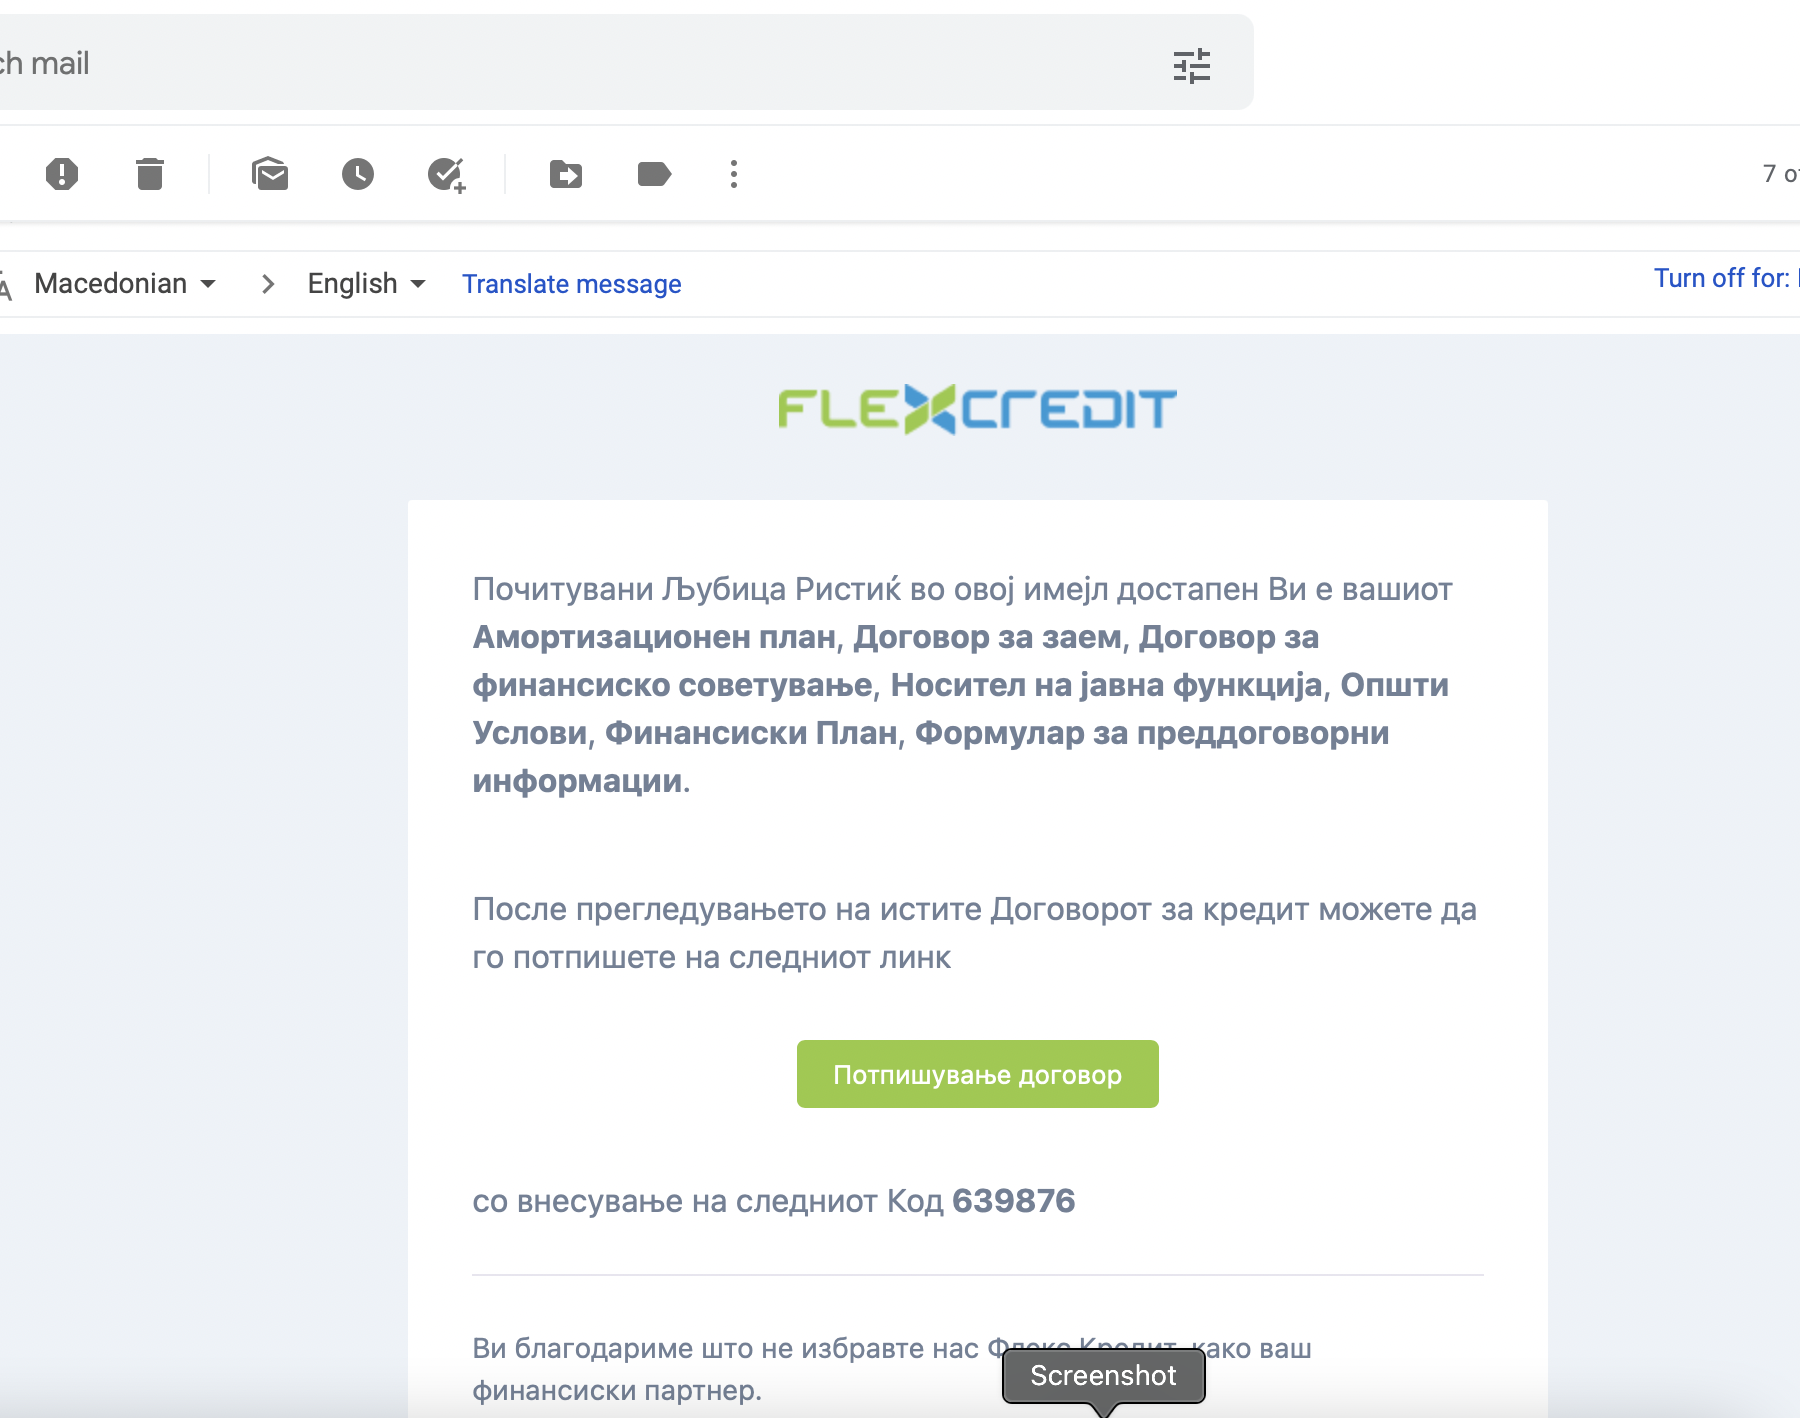 ch mail
7 of
Macedonian English Translate message Turn off for:
FLEXCREDIT
Почитувани Љубица Ристиќ во овој имејл достапен Ви е вашиот
Амортизационен план, Договор за заем, Договор за
финансиско советување, Носител на јавна функција, Општи
Услови, Финансиски План, Формулар за преддоговорни
информации.
После прегледувањето на истите Договорот за кредит можете да
го потпишете на следниот линк
Потпишување договор
со внесување на следниот Код 639876
Ви благодариме што не избравте нас Флекс Кредит, како ваш
финансиски партнер.
Screenshot